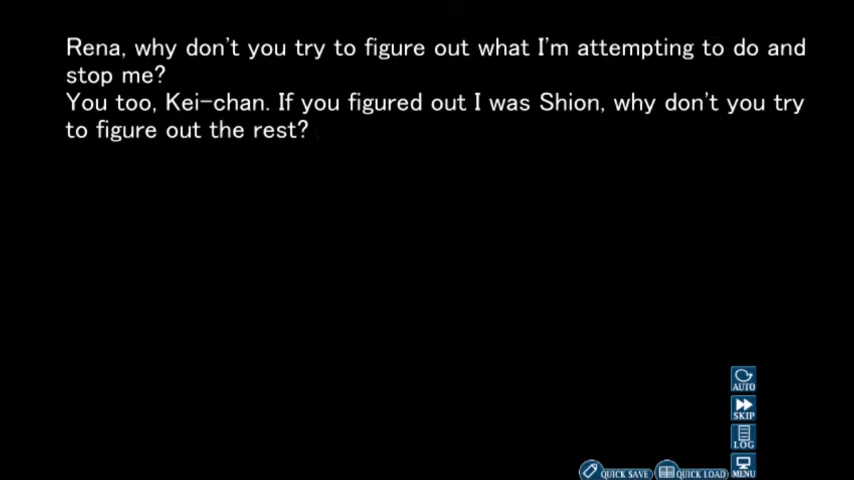 Rena, why don't you try to figure out what I'm attempting to do and
stop me?
You too, Kei-chan. If you figured out I was Shion, why don't you try
to figure out the rest?
AUTO
SKIP
LOG
MENU
QUICK SAVE
QUICK LOAD